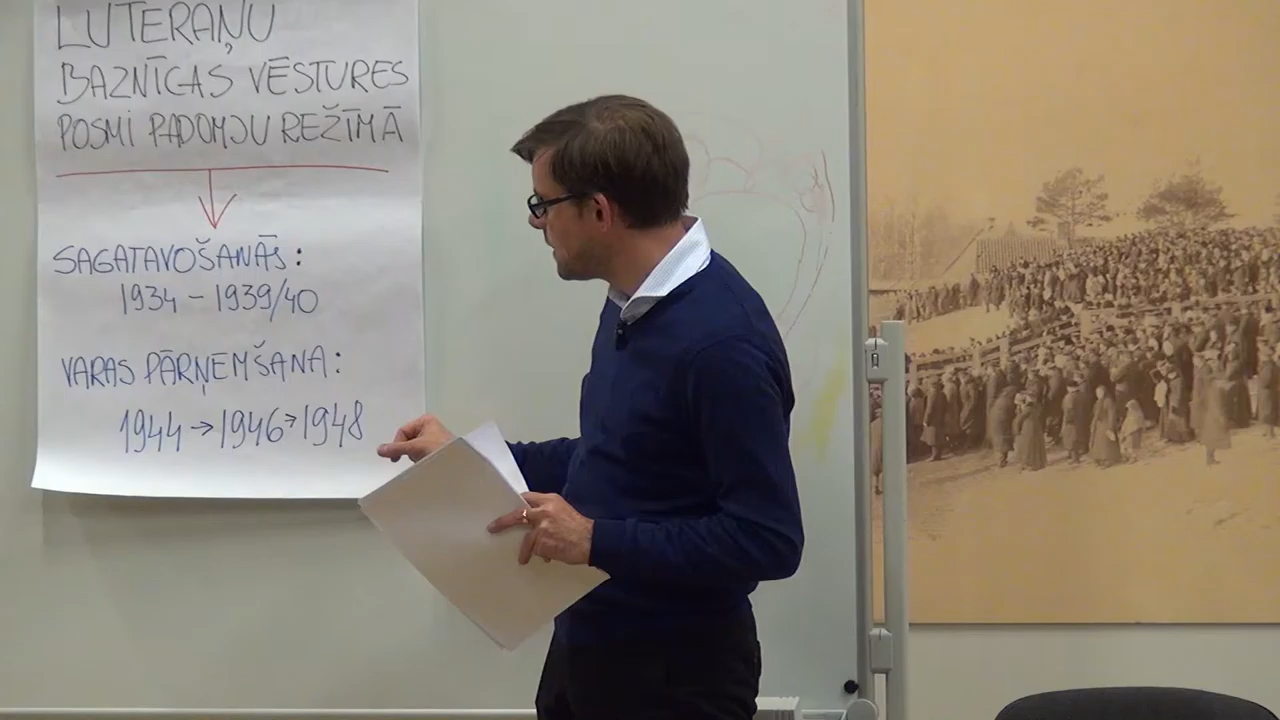 LUTERAŅU
BAZNĪCAS VĒSTURES
POSMI PADOMJU REŽĪMĀ
SAGATAVOŠANĀS:
1934 – 1939/40
VARAS PĀRŅEMŠANA:
1944 → 1946 → 1948